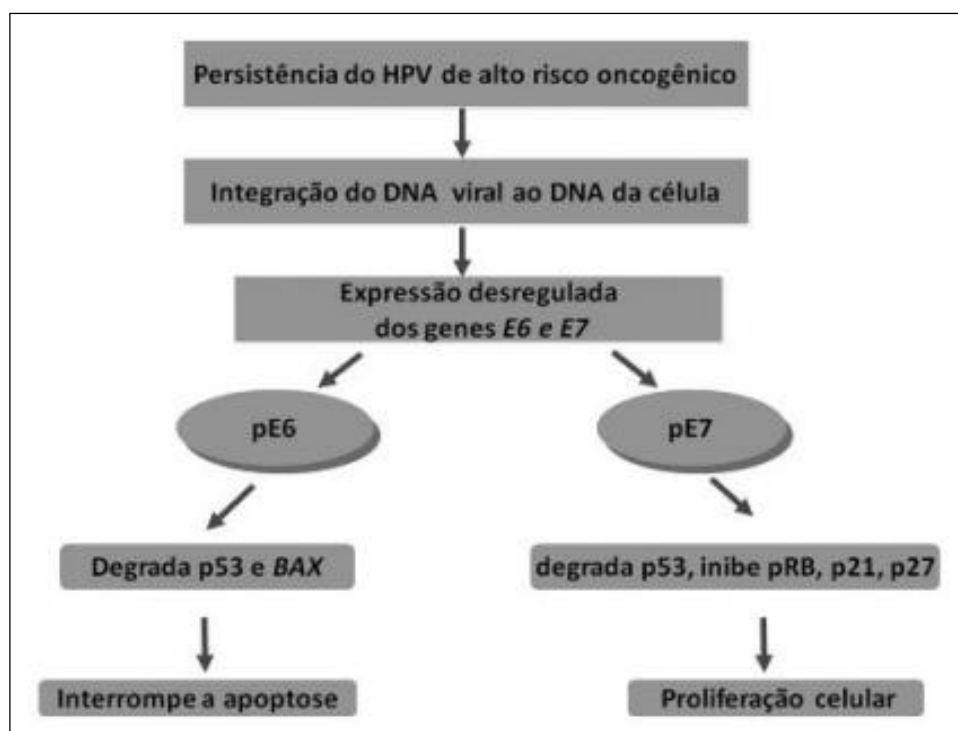 Persistência do HPV de alto risco oncogênico
Integração do DNA viral ao DNA da célula
Expressão desregulada
dos genes E6 e E7
pE6
pE7
Degrada p53 e BAX
degrada p53, inibe pRB, p21, p27
Interrompe a apoptose
Proliferação celular